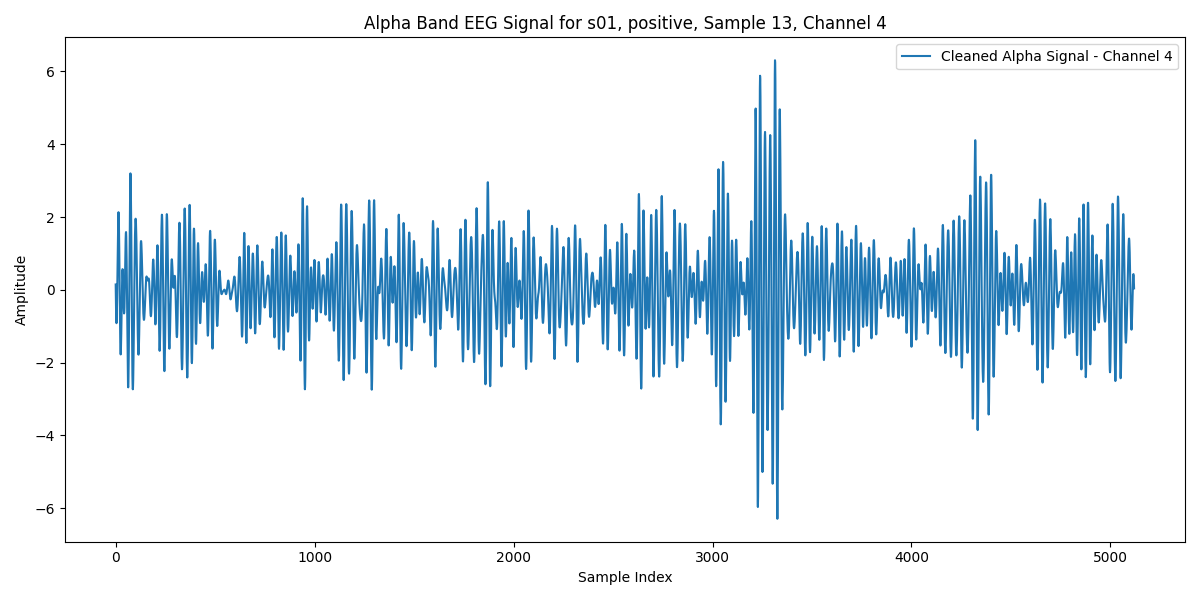 Alpha Band EEG Signal for s01, positive, Sample 13, Channel 4
Cleaned Alpha Signal - Channel 4
6
4
2
0
−2
−4
−6
Amplitude
0 1000 2000 3000 4000 5000
Sample Index